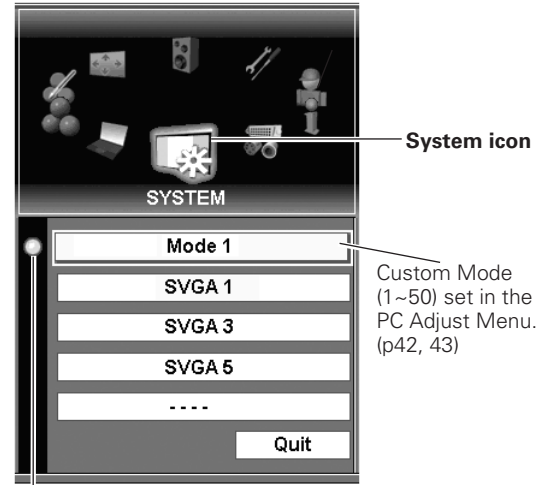 System icon
SYSTEM
Mode 1
Custom Mode
(1~50) set in the
PC Adjust Menu.
(p42, 43)
SVGA 1
SVGA 3
SVGA 5
- - - -
Quit